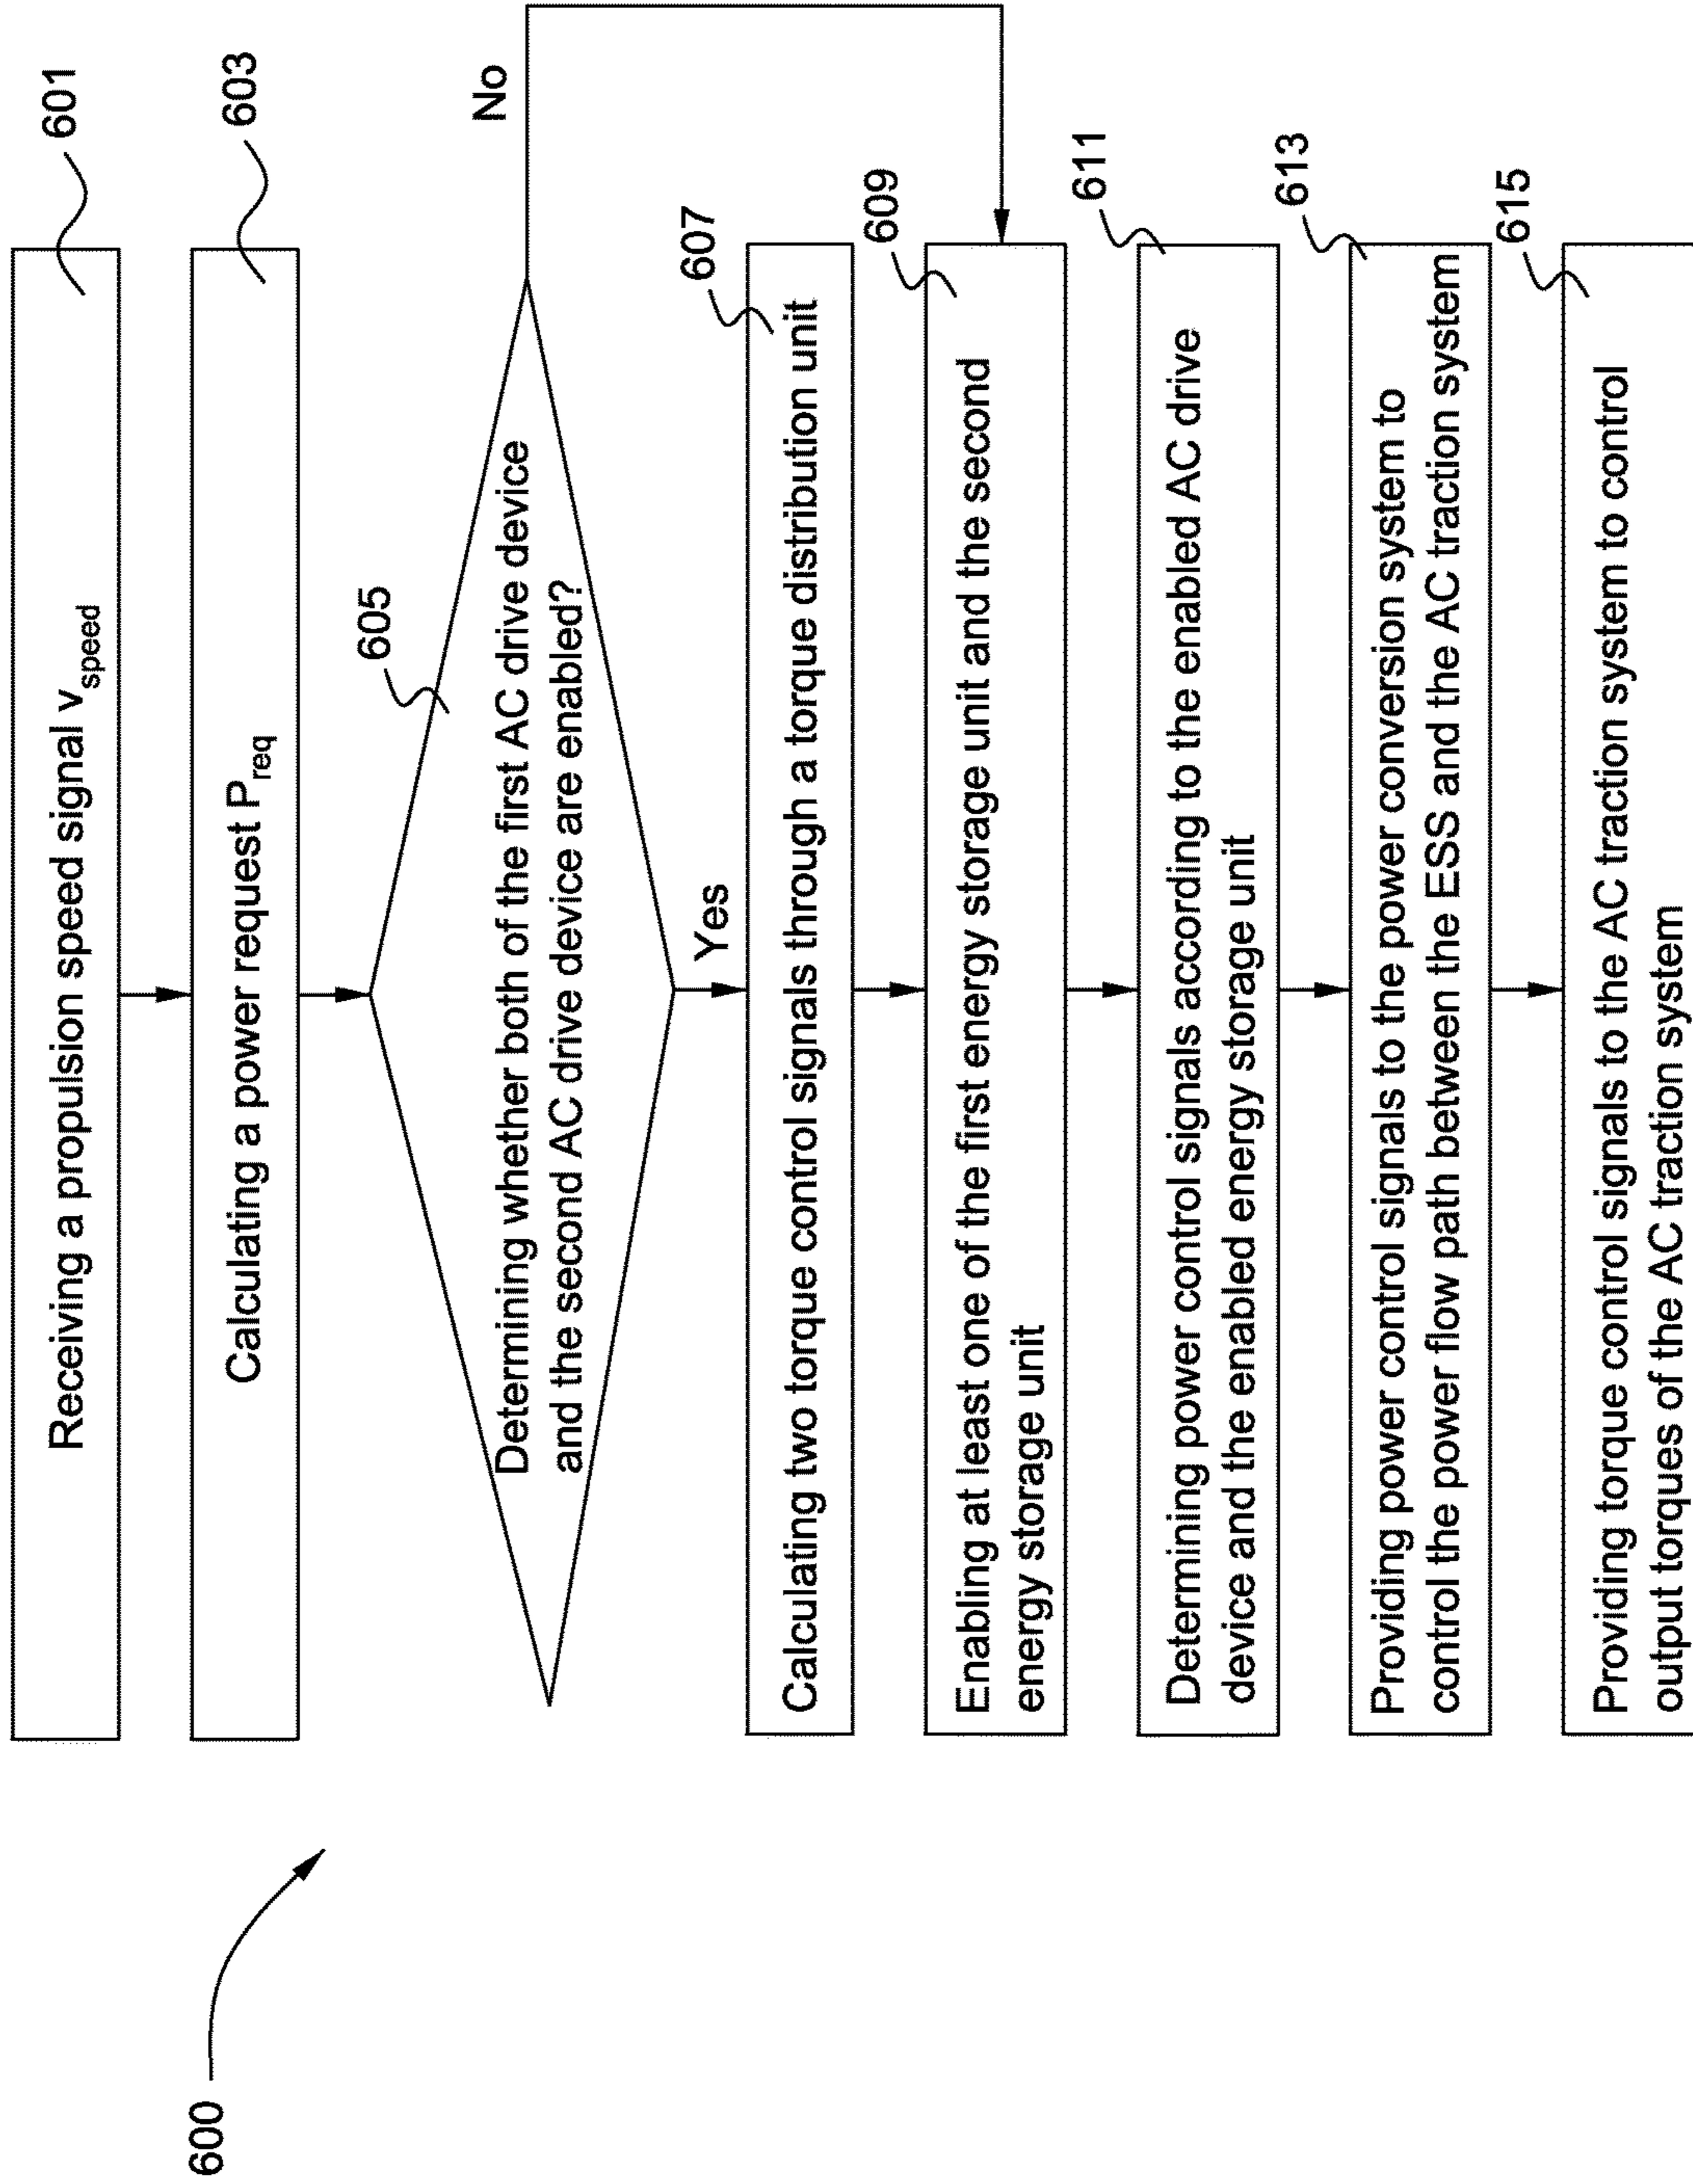 600
601
Receiving a propulsion speed signal vspeed
603
Calculating a power request Preq
605
Determining whether both of the first AC drive device
and the second AC drive device are enabled?
No
Yes
607
Calculating two torque control signals through a torque distribution unit
609
Enabling at least one of the first energy storage unit and the second
energy storage unit
611
Determining power control signals according to the enabled AC drive
device and the enabled energy storage unit
613
Providing power control signals to the power conversion system to
control the power flow path between the ESS and the AC traction system
615
Providing torque control signals to the AC traction system to control
output torques of the AC traction system